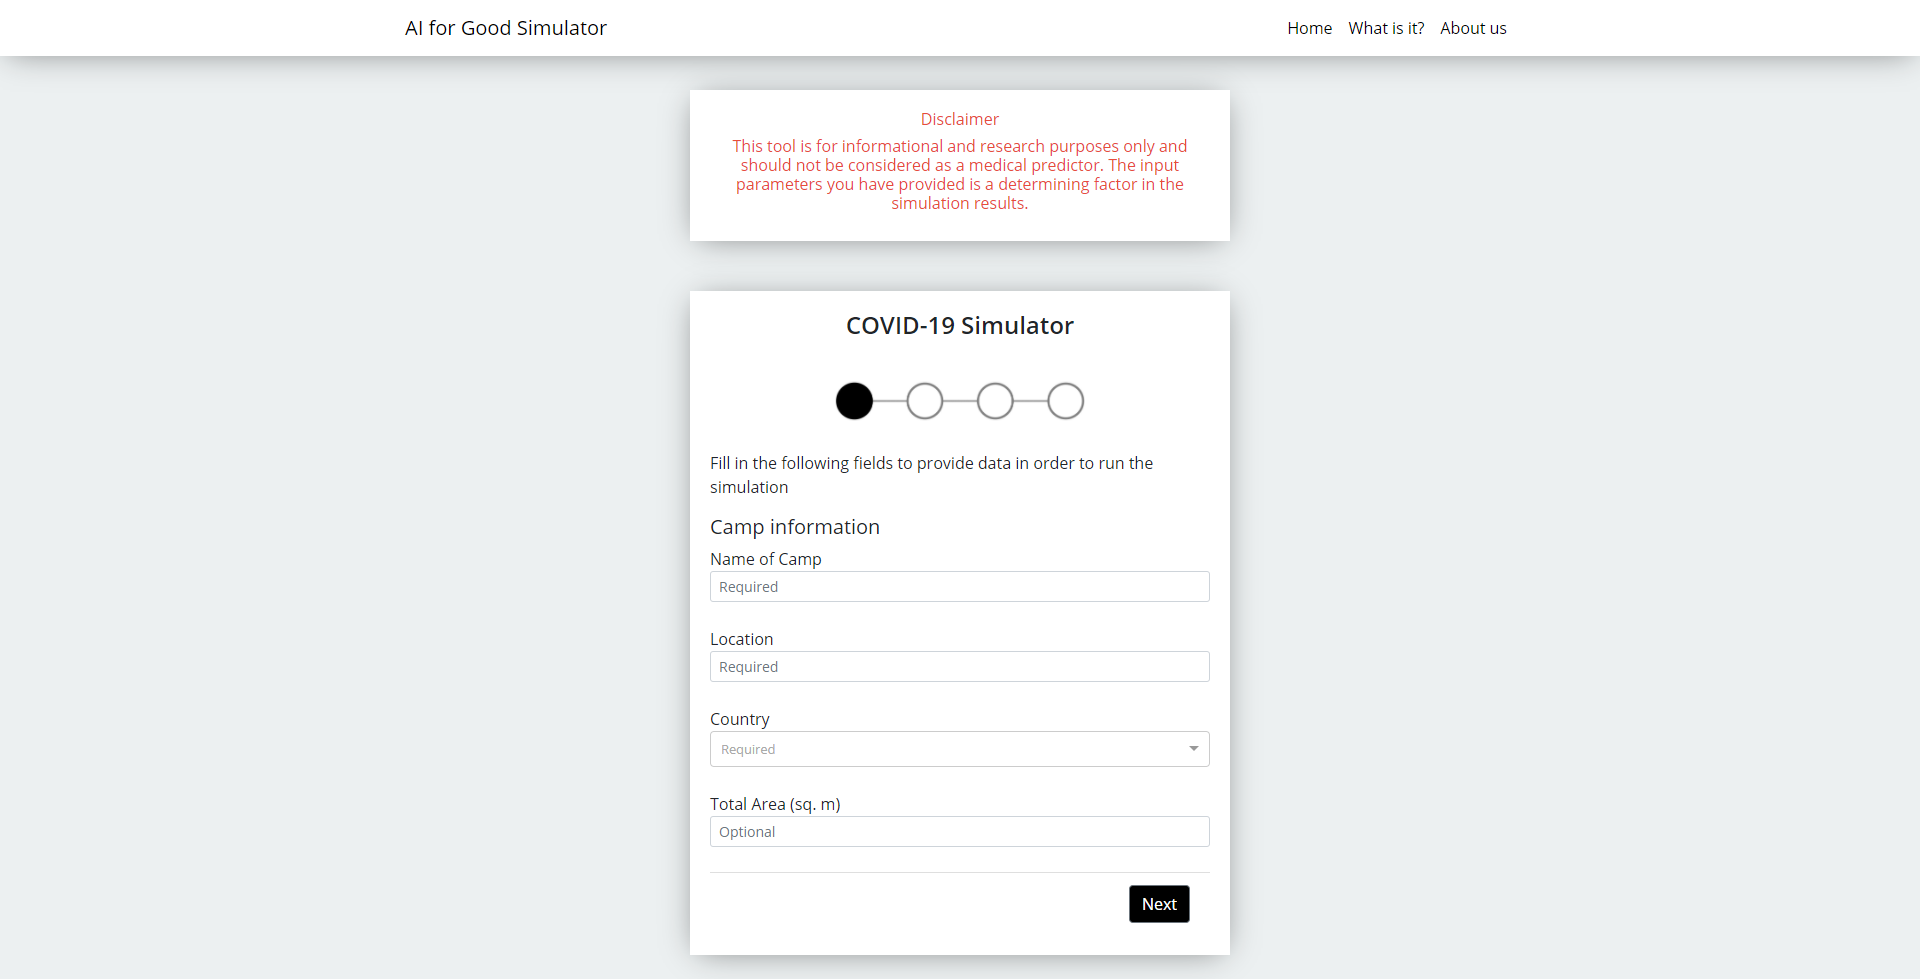 AI for Good Simulator
Home What is it? About us
Disclaimer
This tool is for informational and research purposes only and
should not be considered as a medical predictor. The input
parameters you have provided is a determining factor in the
simulation results.
COVID-19 Simulator
Fill in the following fields to provide data in order to run the
simulation
Camp information
Name of Camp
Required
Location
Required
Country
Required
Total Area (sq. m)
Optional
Next